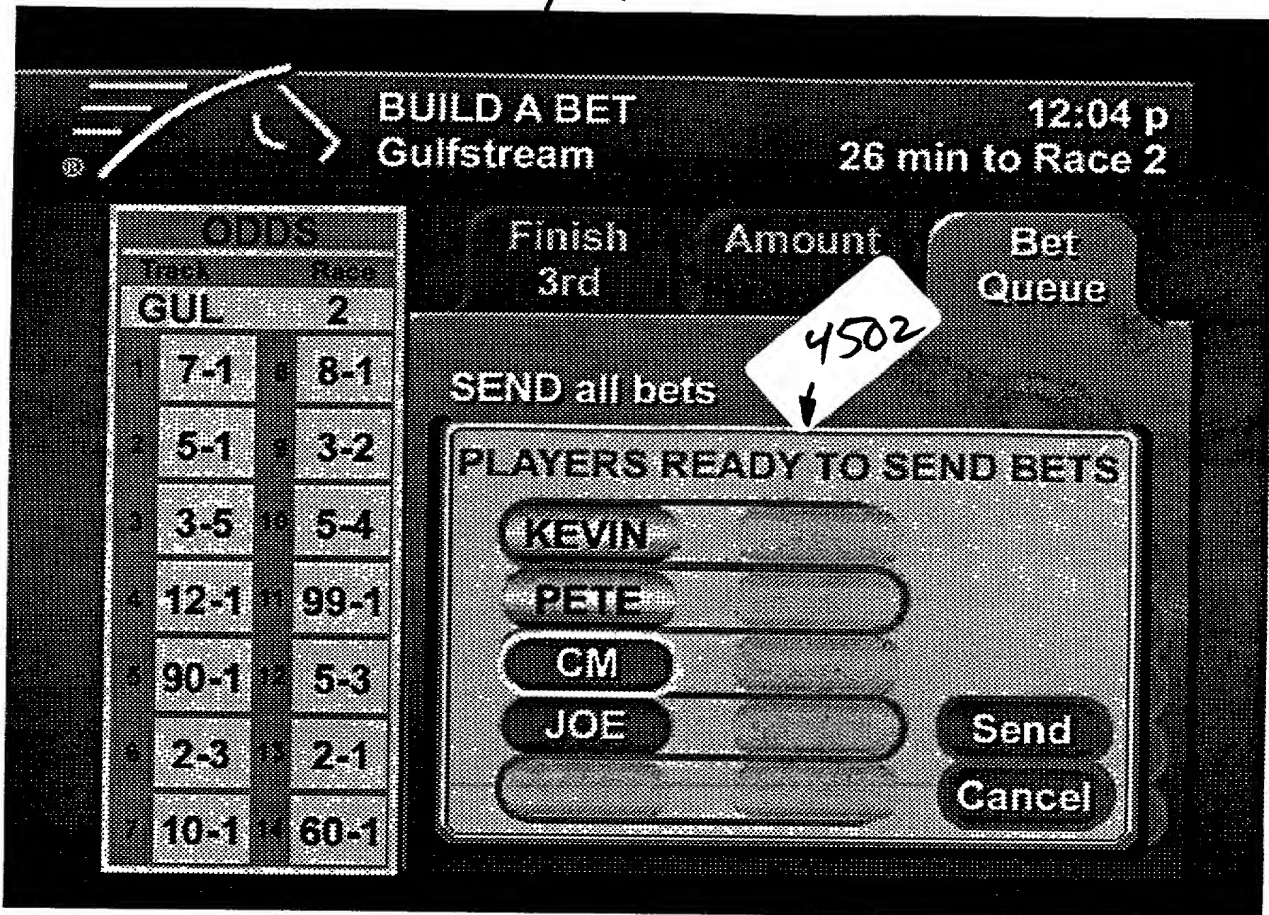 BUILD A BET
Gulfstream
12:04 p
26 min to Race 2
®
ODDS
Track Race
GUL 2
1 7-1 8 8-1
2 5-1 9 3-2
3 3-5 10 5-4
4 12-1 11 99-1
5 90-1 12 5-3
6 2-3 13 2-1
7 10-1 14 60-1
Finish
3rd
Amount
Bet
Queue
4502
SEND all bets
PLAYERS READY TO SEND BETS
KEVIN
PETE
CM
JOE
Send
Cancel